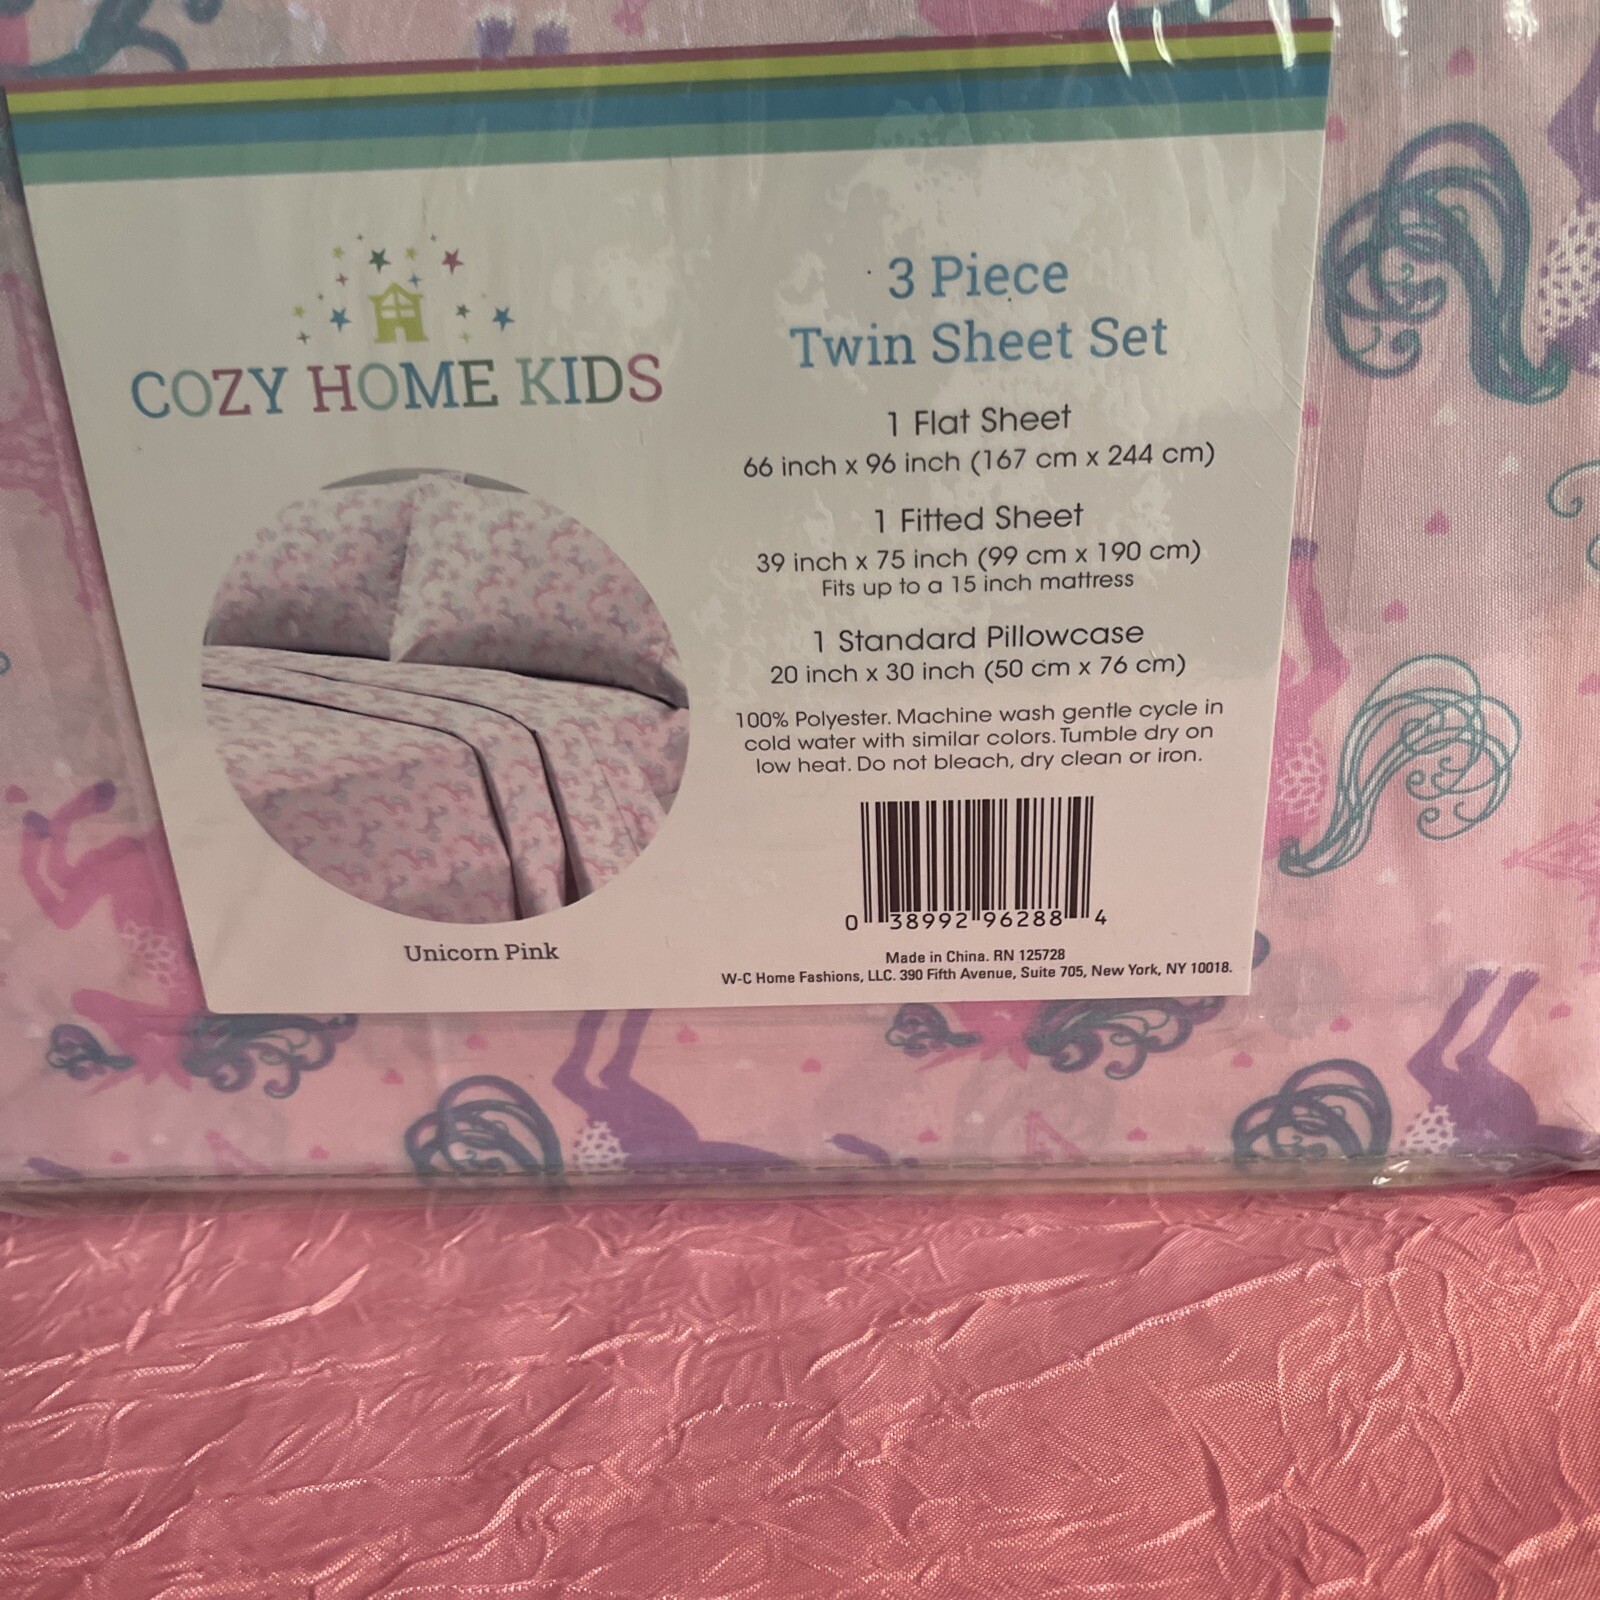 COZY HOME KIDS
Unicorn Pink
3 Piece
Twin Sheet Set
1 Flat Sheet
66 inch x 96 inch (167 cm x 244 cm)
1 Fitted Sheet
39 inch x 75 inch (99 cm x 190 cm)
Fits up to a 15 inch mattress
1 Standard Pillowcase
20 inch x 30 inch (50 cm x 76 cm)
100% Polyester. Machine wash gentle cycle in
cold water with similar colors. Tumble dry on
low heat. Do not bleach, dry clean or iron.
0 38992 96288 4
Made in China. RN 125728
W-C Home Fashions, LLC. 390 Fifth Avenue, Suite 705, New York, NY 10018.